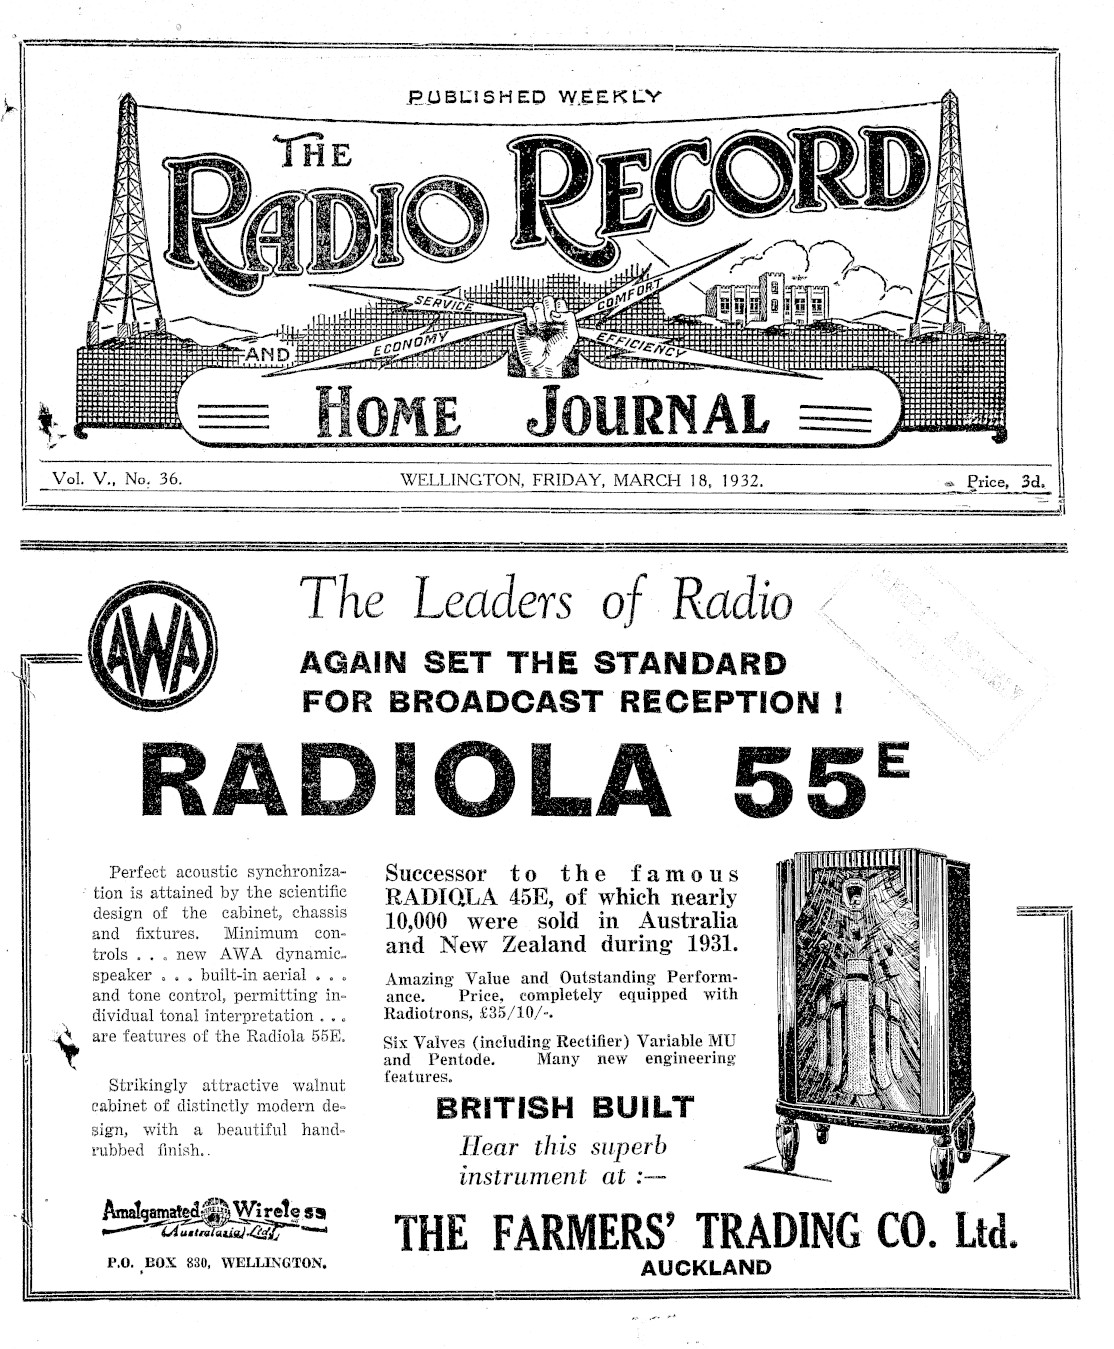 PUBLISHED WEEKLY
THE
RADIO RECORD
SERVICE
COMFORT
ECONOMY
EFFICIENCY
AND
HOME JOURNAL
Vol. V., No. 36.
WELLINGTON, FRIDAY, MARCH 18, 1932.
Price, 3d.
AWA
The Leaders of Radio
AGAIN SET THE STANDARD
FOR BROADCAST RECEPTION !
RADIOLA 55E
Perfect acoustic synchroniza-
tion is attained by the scientific
design of the cabinet, chassis
and fixtures. Minimum con-
trols . . . new AWA dynamic-
speaker . . . built-in aerial . . .
and tone control, permitting in-
dividual tonal interpretation . . .
are features of the Radiola 55E.
Strikingly attractive walnut
cabinet of distinctly modern de-
sign, with a beautiful hand-
rubbed finish..
Amalgamated Wireless
(Australasia) Ltd.
P.O. BOX 830, WELLINGTON.
Successor to the famous
RADIOLA 45E, of which nearly
10,000 were sold in Australia
and New Zealand during 1931.
Amazing Value and Outstanding Perform-
ance. Price, completely equipped with
Radiotrons, £35/10/-.
Six Valves (including Rectifier) Variable MU
and Pentode. Many new engineering
features.
BRITISH BUILT
Hear this superb
instrument at :—
THE FARMERS' TRADING CO. Ltd.
AUCKLAND